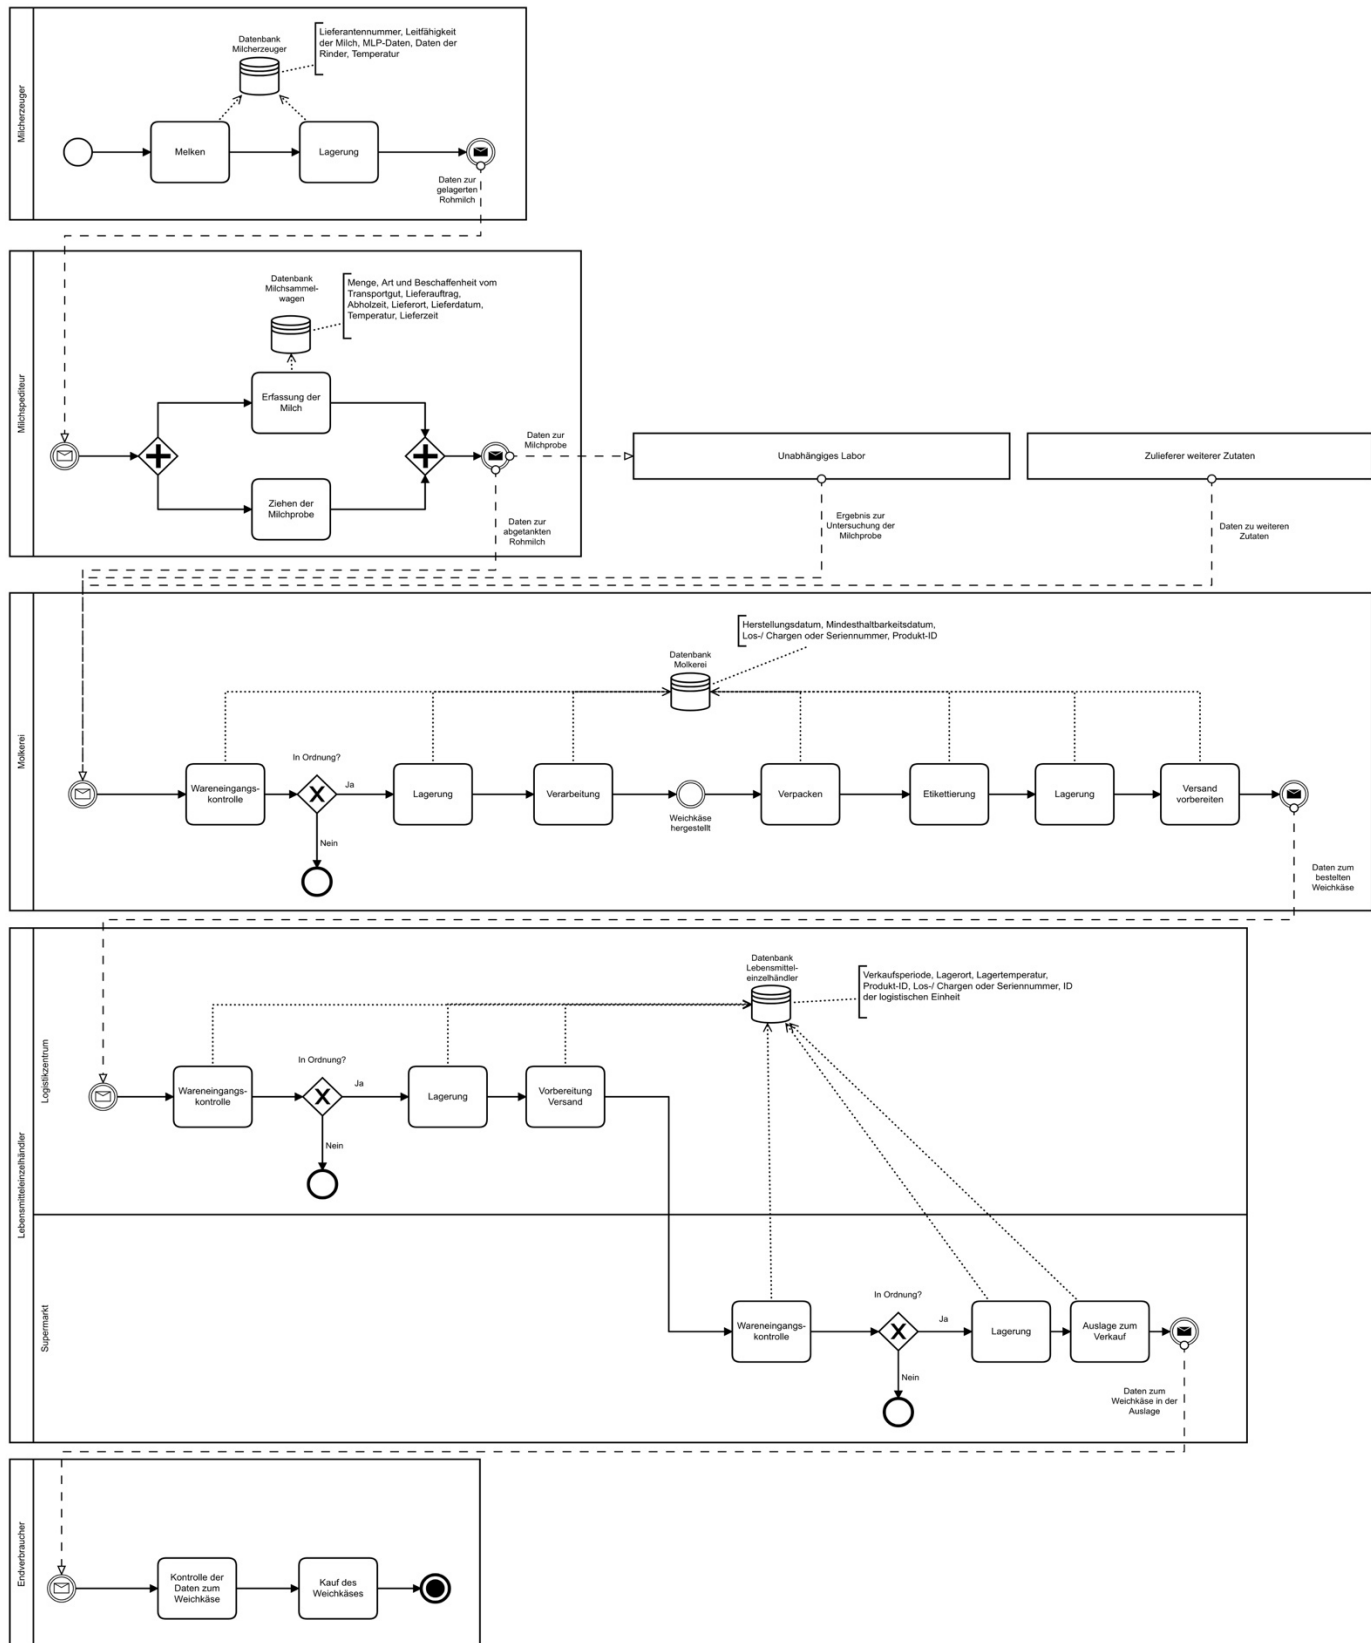 Milcherzeuger
Datenbank
Milcherzeuger
Lieferantennummer, Leitfähigkeit
der Milch, MLP-Daten, Daten der
Rinder, Temperatur
Melken
Lagerung
Daten zur
gelagerten
Rohmilch
Milchspediteur
Datenbank
Milchsammel-
wagen
Menge, Art und Beschaffenheit vom
Transportgut, Lieferauftrag,
Abholzeit, Lieferort, Lieferdatum,
Temperatur, Lieferzeit
Erfassung der
Milch
Ziehen der
Milchprobe
Daten zur
Milchprobe
Daten zur
abgetankten
Rohmilch
Unabhängiges Labor
Zulieferer weiterer Zutaten
Ergebnis zur
Untersuchung der
Milchprobe
Daten zu weiteren
Zutaten
Molkerei
Herstellungsdatum, Mindesthaltbarkeitsdatum,
Los-/ Chargen oder Seriennummer, Produkt-ID
Datenbank
Molkerei
Wareneingangs-
kontrolle
In Ordnung?
Ja
Nein
Lagerung
Verarbeitung
Weichkäse
hergestellt
Verpacken
Etikettierung
Lagerung
Versand
vorbereiten
Daten zum
bestelten
Weichkäse
Lebensmitteleinzelhändler
Logistikzentrum
Datenbank
Lebensmittel-
einzelhändler
Verkaufsperiode, Lagerort, Lagertemperatur,
Produkt-ID, Los-/ Chargen oder Seriennummer, ID
der logistischen Einheit
Wareneingangs-
kontrolle
In Ordnung?
Ja
Nein
Lagerung
Vorbereitung
Versand
Supermarkt
Wareneingangs-
kontrolle
In Ordnung?
Ja
Nein
Lagerung
Auslage zum
Verkauf
Daten zum
Weichkäse in der
Auslage
Endverbraucher
Kontrolle der
Daten zum
Weichkäse
Kauf des
Weichkäses